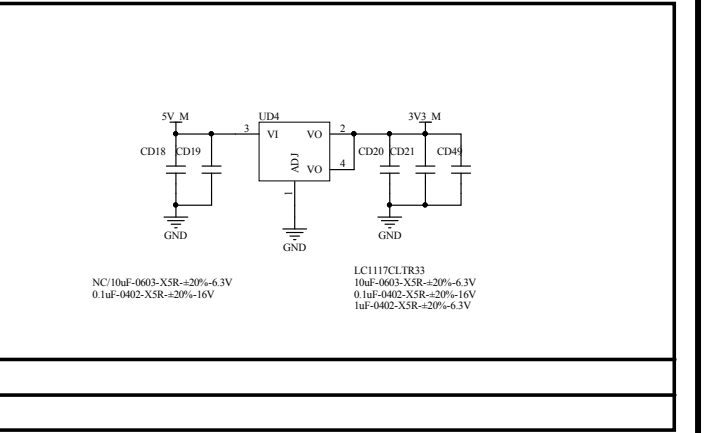 5V_M
UD4
3V3_M
3
VI
VO
2
CD18
CD19
ADJ
VO
4
CD20
CD21
CD49
1
GND
GND
GND
NC/10uF-0603-X5R-±20%-6.3V
0.1uF-0402-X5R-±20%-16V
LC1117CLTR33
10uF-0603-X5R-±20%-6.3V
0.1uF-0402-X5R-±20%-16V
1uF-0402-X5R-±20%-6.3V